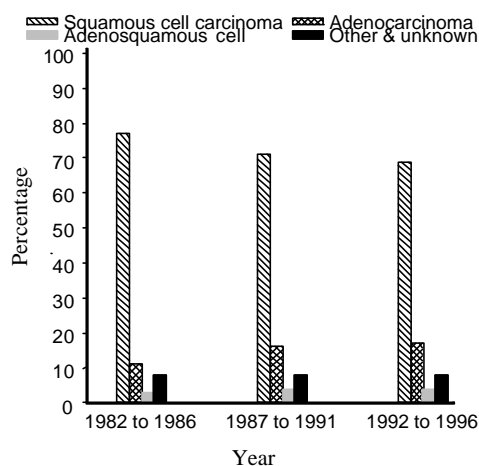 Squamous cell carcinoma Adenocarcinoma
Adenosquamous cell Other & unknown
100
90
80
70
60
50
40
30
20
10
0
Percentage
1982 to 1986 1987 to 1991 1992 to 1996
Year